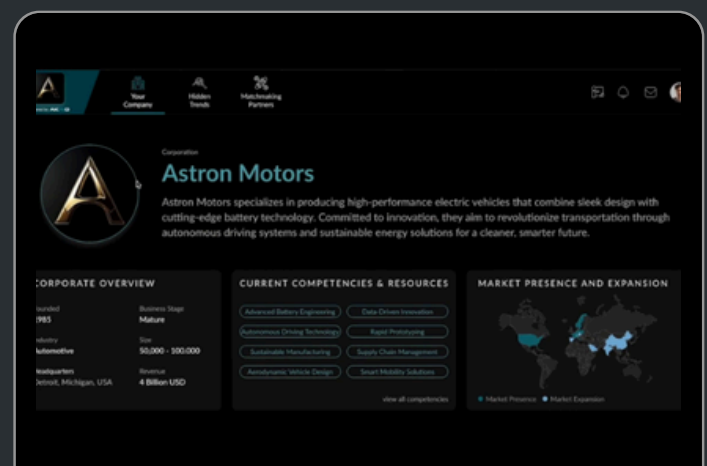 Your
Company
Hidden
Trends
Matchmaking
Partners
Corporation
Astron Motors
Astron Motors specializes in producing high-performance electric vehicles that combine sleek design with
cutting-edge battery technology. Committed to innovation, they aim to revolutionize transportation through
autonomous driving systems and sustainable energy solutions for a cleaner, smarter future.
CORPORATE OVERVIEW
Founded
1985
Business Stage
Mature
Industry
Automotive
Size
50,000 - 100.000
Headquarters
Detroit, Michigan, USA
Revenue
4 Billion USD
CURRENT COMPETENCIES & RESOURCES
Advanced Battery Engineering
Data-Driven Innovation
Autonomous Driving Technology
Rapid Prototyping
Sustainable Manufacturing
Supply Chain Management
Aerodynamic Vehicle Design
Smart Mobility Solutions
view all competencies
MARKET PRESENCE AND EXPANSION
Market Presence
Market Expansion